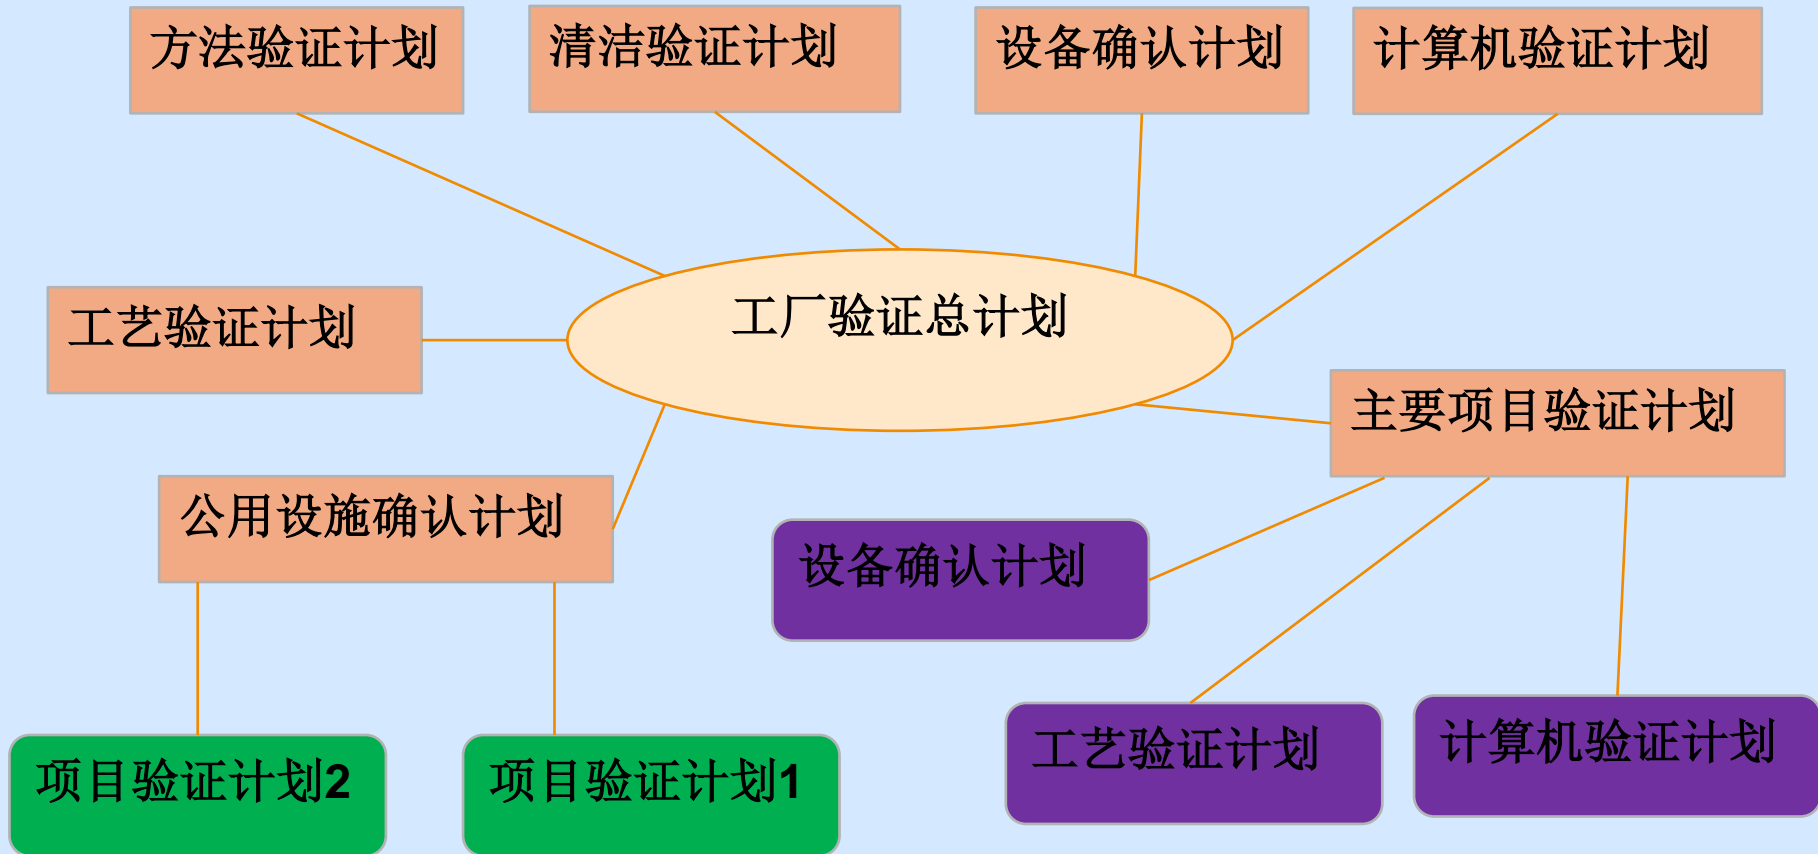 方法验证计划
清洁验证计划
设备确认计划
计算机验证计划
工艺验证计划
工厂验证总计划
主要项目验证计划
公用设施确认计划
设备确认计划
工艺验证计划
计算机验证计划
项目验证计划2
项目验证计划1